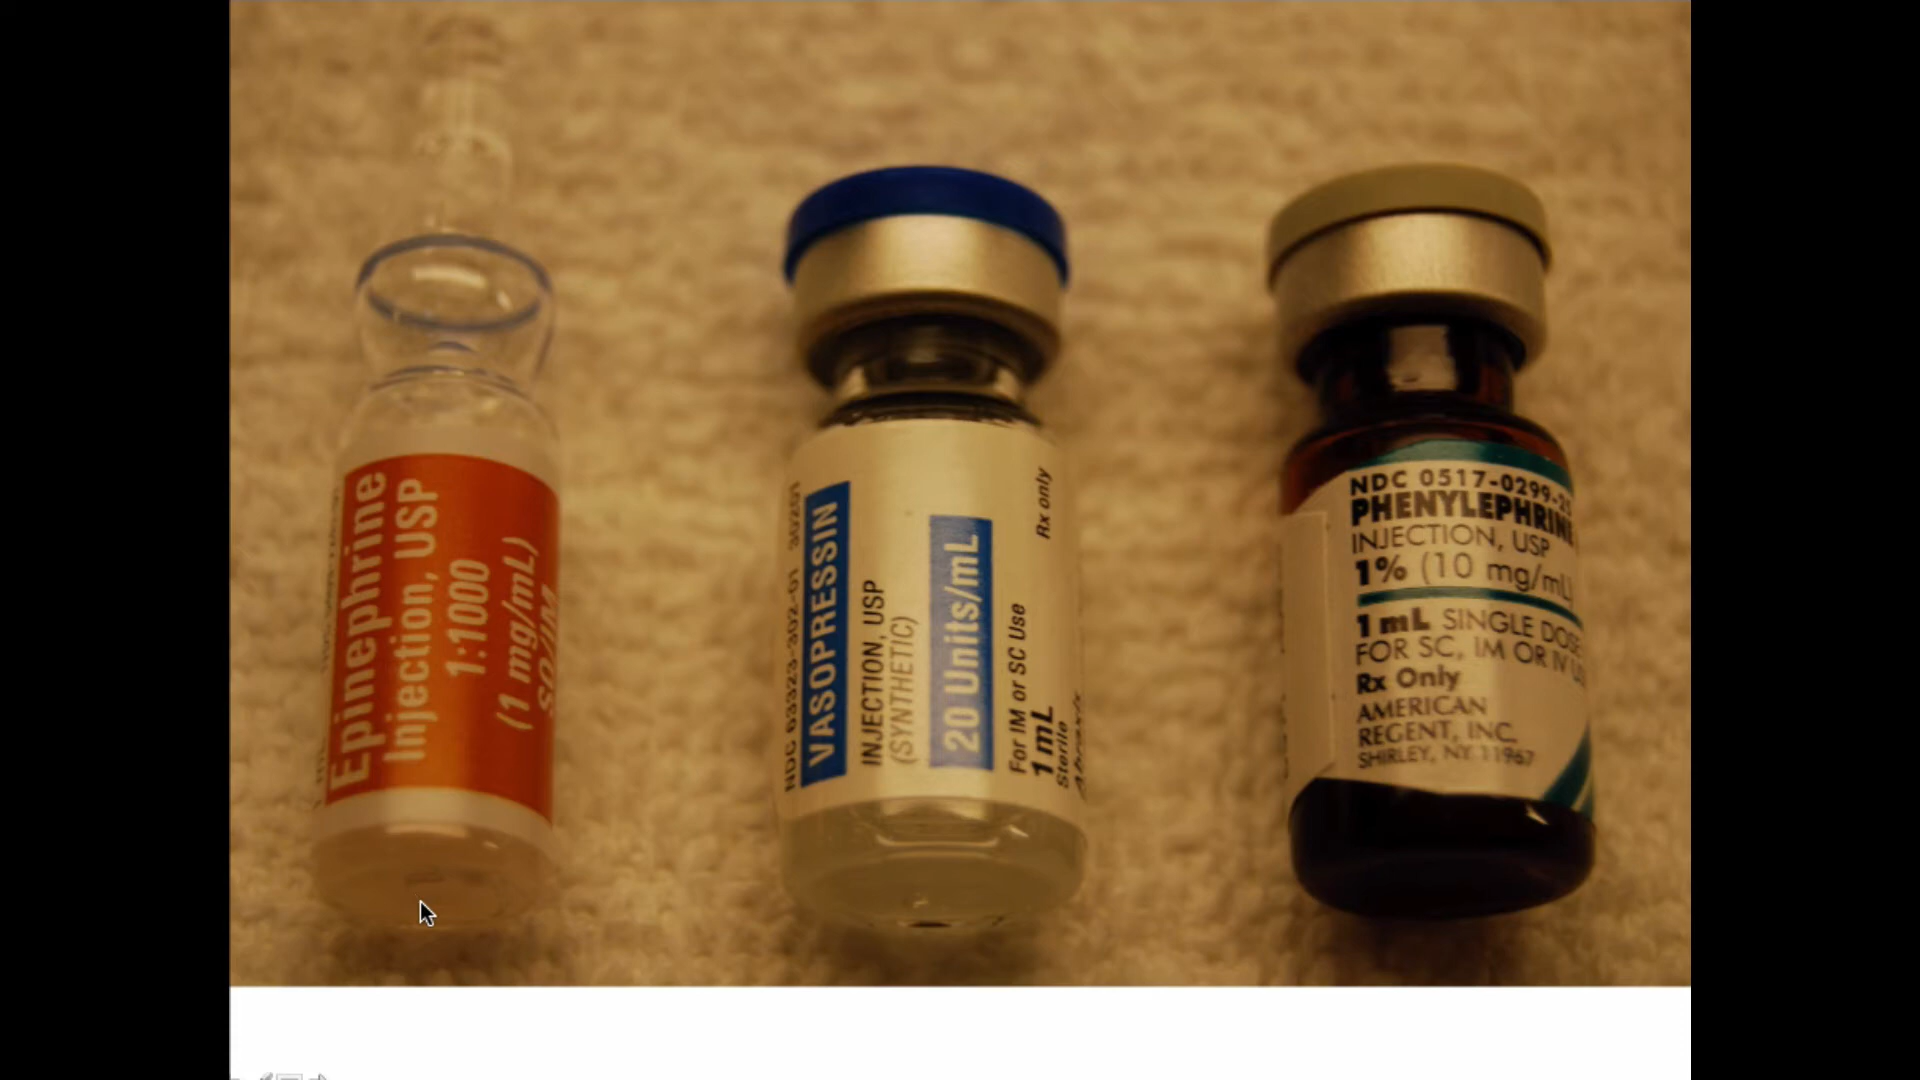 Epinephrine
Injection, USP
1:1000
(1 mg/mL)
SC/IM
NDC 63323-302-01 30201
VASOPRESSIN
INJECTION, USP
(SYNTHETIC)
20 Units/mL
For IM or SC Use
1 mL
Sterile
Rx only
NDC 0517-0299-25
PHENYLEPHRINE
INJECTION, USP
1% (10 mg/mL)
1 mL SINGLE DOSE
FOR SC, IM OR IV U
Rx Only
AMERICAN
REGENT, INC.
SHIRLEY, NY 11967